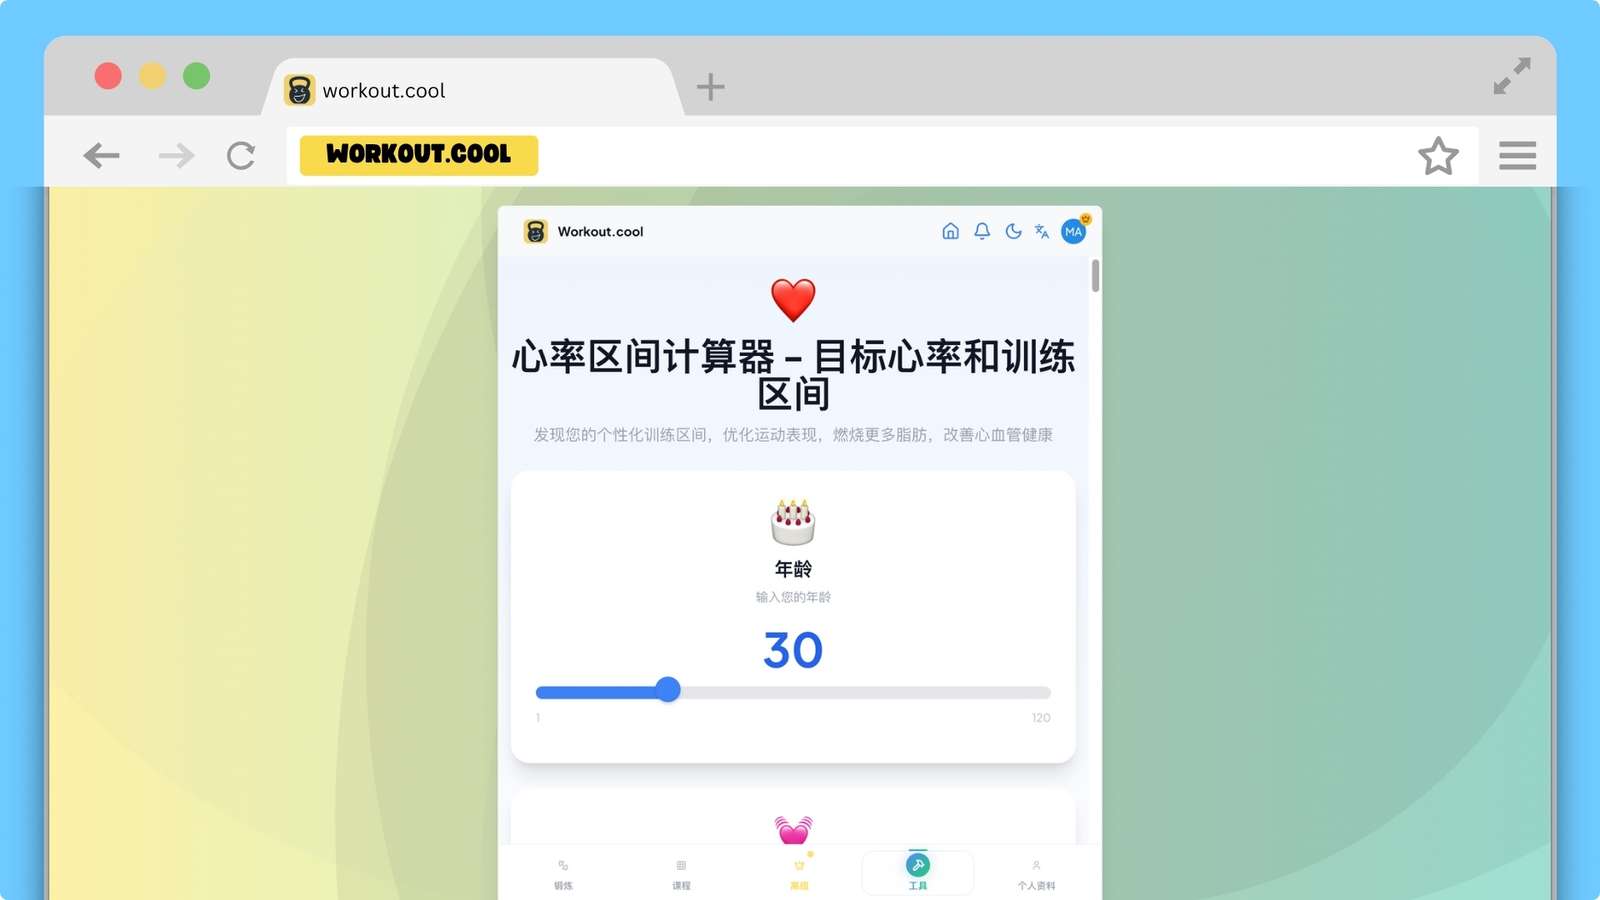 workout.cool
WORKOUT.COOL
Workout.cool
MA
心率区间计算器 – 目标心率和训练
区间
发现您的个性化训练区间，优化运动表现，燃烧更多脂肪，改善心血管健康
年龄
输入您的年龄
30
1
120
锻炼
课程
高级
工具
个人资料